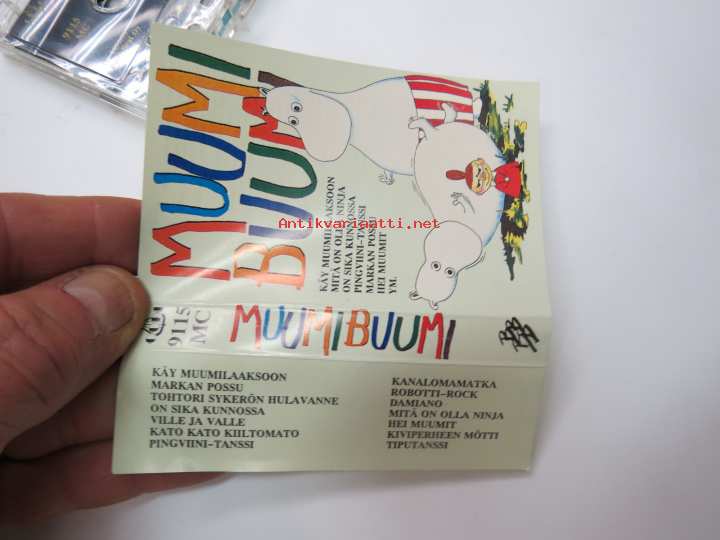 9115
MC
MUUMI
BUUMI
KÄY MUUMILAAKSOON
MITÄ ON OLLA NINJA
ON SIKA KUNNOSSA
PINGVIINI-TANSSI
MARKAN POSSU
HEI MUUMIT
YM.
Antikvariaatti.net
9115
MC
MUUMIBUUMI
KÄY MUUMILAAKSOON
MARKAN POSSU
TOHTORI SYKERÖN HULAVANNE
ON SIKA KUNNOSSA
VILLE JA VALLE
KATO KATO KIILTOMATO
PINGVIINI-TANSSI
KANALOMAMATKA
ROBOTTI-ROCK
DAMIANO
MITÄ ON OLLA NINJA
HEI MUUMIT
KIVIPERHEEN MÖTTI
TIPUTANSSI